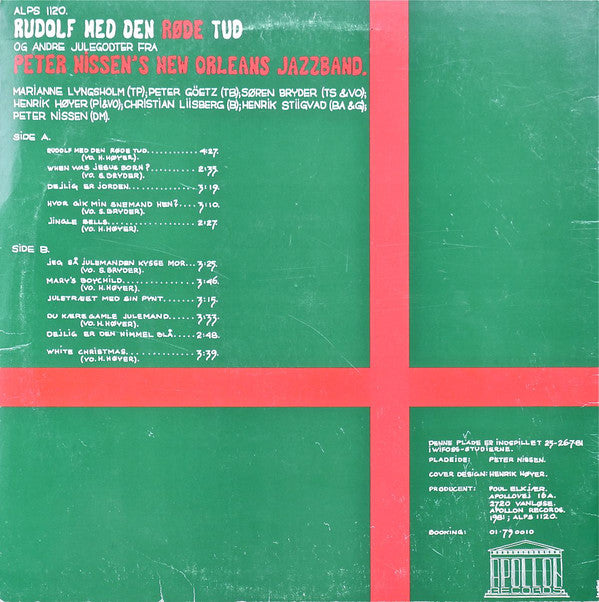 ALPS 1120.
RUDOLF MED DEN RØDE TUD
OG ANDRE JULEGODTER FRA
PETER NISSEN'S NEW ORLEANS JAZZBAND.
MARIANNE LYNGSHOLM (TP); PETER GÖETZ (TB); SØREN BRYDER (TS & VO);
HENRIK HØYER (PI&VO); CHRISTIAN LIISBERG (B); HENRIK STIIGVAD (BA & G);
PETER NISSEN (DM).
SIDE A.
RUDOLF MED DEN RØDE TUD............4:27.
(VO. H. HØYER).
WHEN WAS JESUS BORN?............2:37.
(VO. S. BRYDER).
DEJLIG ER JORDEN...............3:19.
HVOR GIK MIN SNEMAND HEN?....3:10.
(VO. S. BRYDER).
JINGLE BELLS...................2:27.
(VO. H. HØYER).
SIDE B.
JEG SÅ JULEMANDEN KYSSE MOR...3:25.
(VO. S. BRYDER).
MARY'S BOYCHILD..............3:46.
(VO. H. HØYER).
JULETRÆET MED SIN PYNT.......3:15.
DU KÆRE GAMLE JULEMAND.....3:33.
(VO. H. HØYER).
DEJLIG ER DEN HIMMEL BLÅ....2:48.
WHITE CHRISTMAS..............3:39.
(VO. H. HØYER).
DENNE PLADE ER INDSPILLET 25-26.7-81
I WIFOSS-STUDIERNE.
PLADEIDE: PETER NISSEN.
COVER DESIGN: HENRIK HØYER.
PRODUCENT: POUL ELKJÆR.
APOLLOVEJ 16A.
2720 VANLØSE.
APOLLON RECORDS.
1981; ALPS 1120.
BOOKING: 01.79 0010
APOLLON
RECORDS